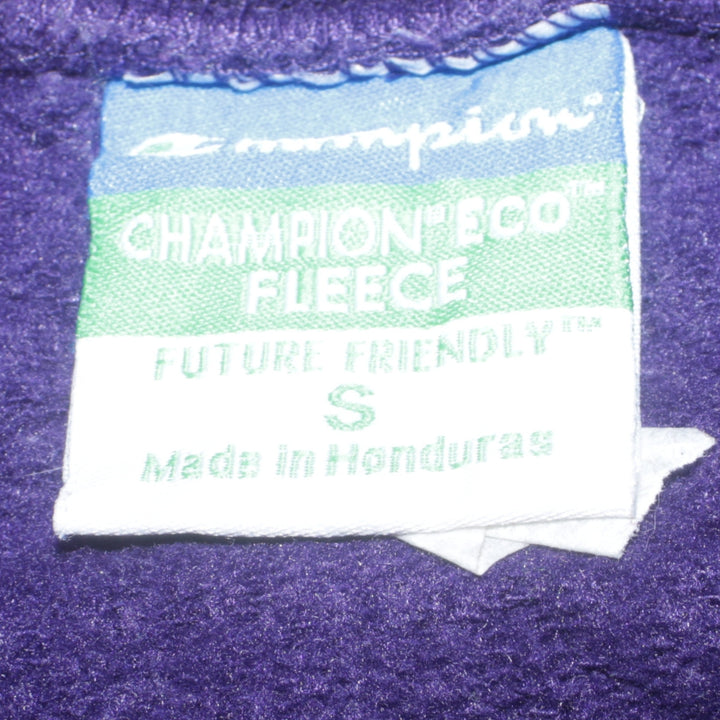 Champion®
CHAMPION® ECO™
FLEECE
FUTURE FRIENDLY™
S
Made in Honduras